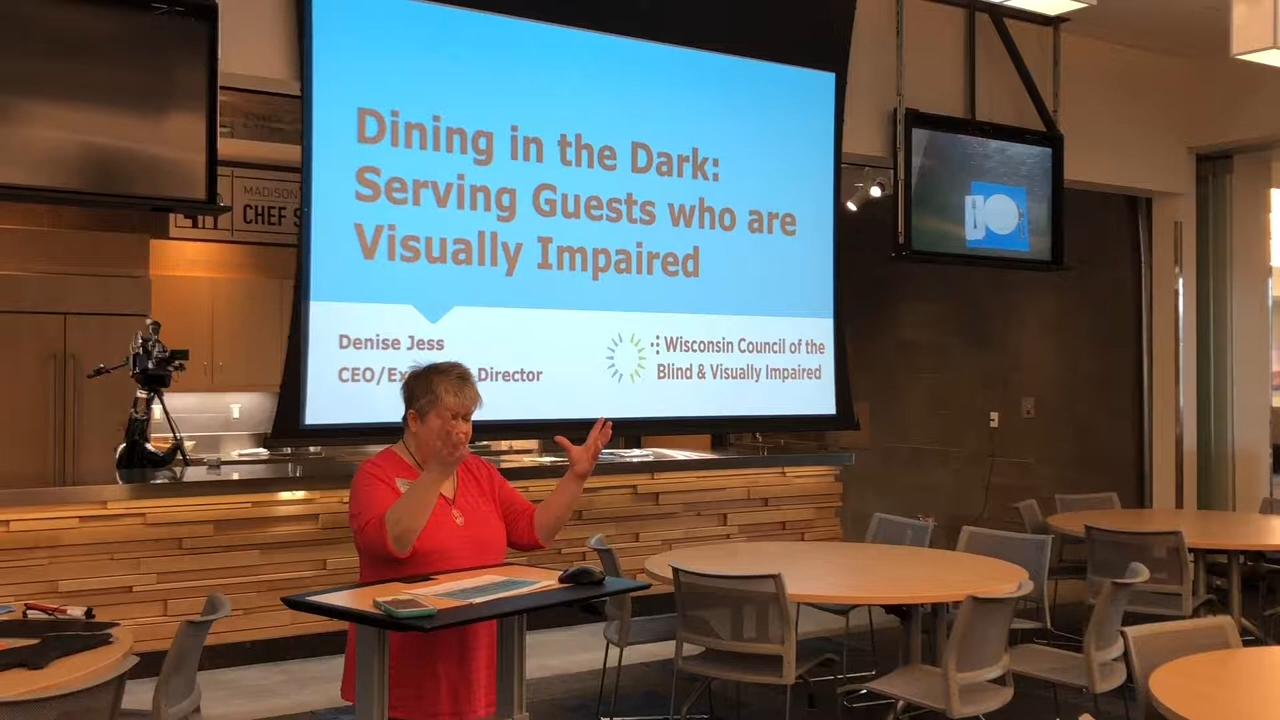 Dining in the Dark:
Serving Guests who are
Visually Impaired
Denise Jess
CEO/Ex
Director
Wisconsin Council of the
Blind & Visually Impaired
MADISON
CHEF S